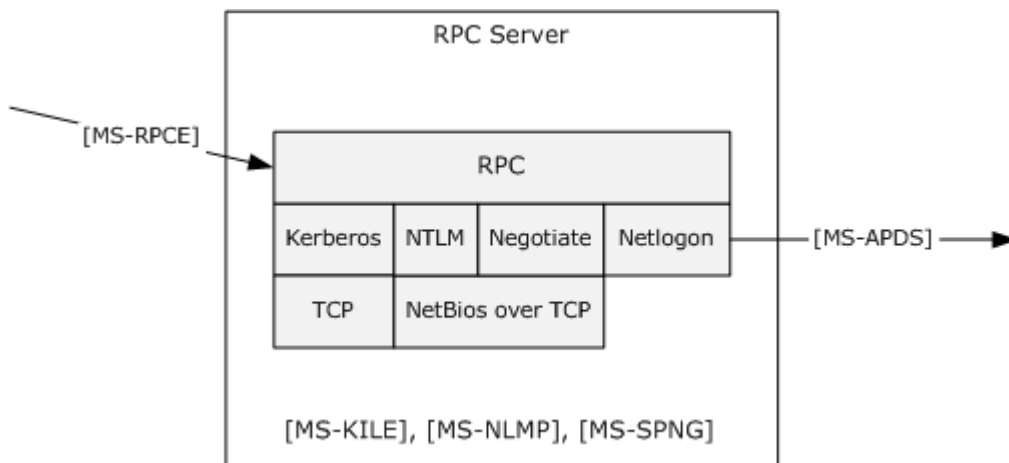 RPC Server
[MS-RPCE]
RPC
Kerberos NTLM Negotiate Netlogon [MS-APDS]
TCP NetBios over TCP
[MS-KILE], [MS-NLMP], [MS-SPNG]